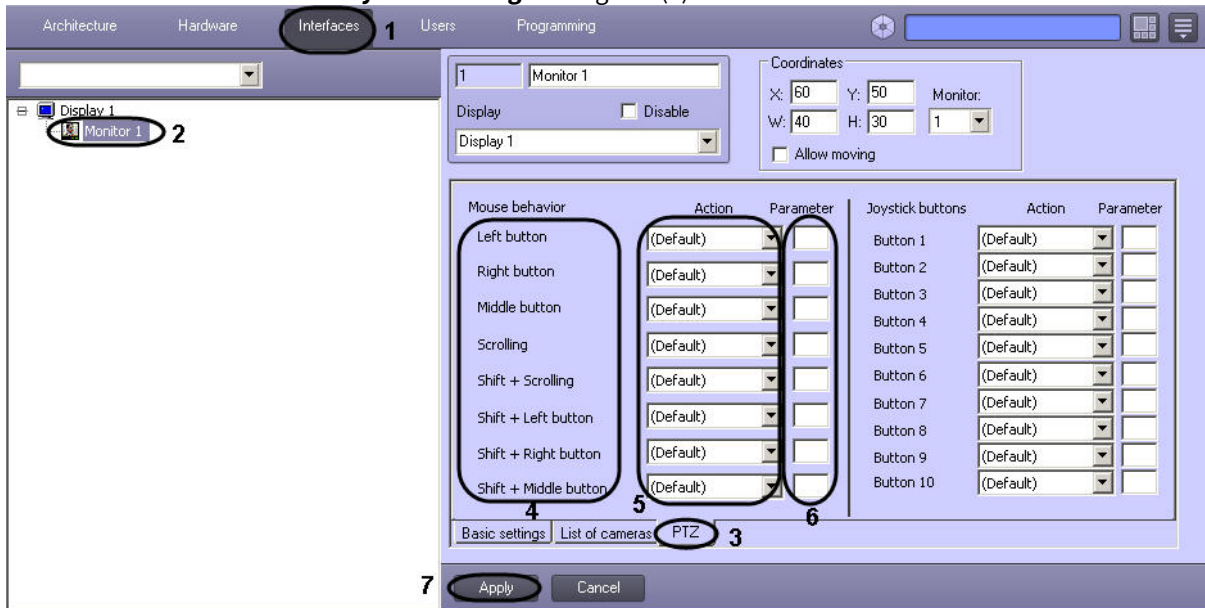 Architecture Hardware Interfaces 1 Users Programming
1 Monitor 1
Display Disable
Display 1
Coordinates
X: 60 Y: 50 Monitor:
W: 40 H: 30 1
Allow moving
Display 1
Monitor 1 2
Mouse behavior Action Parameter
Left button (Default)
Right button (Default)
Middle button (Default)
Scrolling (Default)
Shift + Scrolling (Default)
Shift + Left button (Default)
Shift + Right button (Default)
Shift + Middle button (Default)
4 5 6
Joystick buttons Action Parameter
Button 1 (Default)
Button 2 (Default)
Button 3 (Default)
Button 4 (Default)
Button 5 (Default)
Button 6 (Default)
Button 7 (Default)
Button 8 (Default)
Button 9 (Default)
Button 10 (Default)
Basic settings List of cameras PTZ 3
7 Apply Cancel